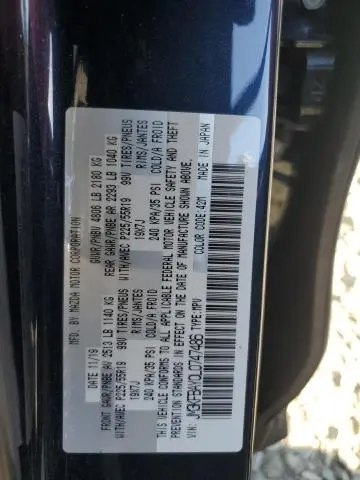 MFD. BY MAZDA MOTOR CORPORATION
DATE 11/19 GVWR/PNBV 4806 LB 2180 KG
FRONT GAWR/PNBE AV 2513 LB 1140 KG REAR GAWR/PNBE AR 2293 LB 1040 KG
WITH/AVEC P225/55R19 99V TIRES/PNEUS WITH/AVEC P225/55R19 99V TIRES/PNEUS
19X7J RIMS/JANTES 19X7J RIMS/JANTES
240 KPA/35 PSI COLD/A FROID 240 KPA/35 PSI COLD/A FROID
THIS VEHICLE CONFORMS TO ALL APPLICABLE FEDERAL MOTOR VEHICLE SAFETY AND THEFT
PREVENTION STANDARDS IN EFFECT ON THE DATE OF MANUFACTURE SHOWN ABOVE.
JM3KFBAY0L0747486 TYPE: MPV COLOR CODE: 42M MADE IN JAPAN